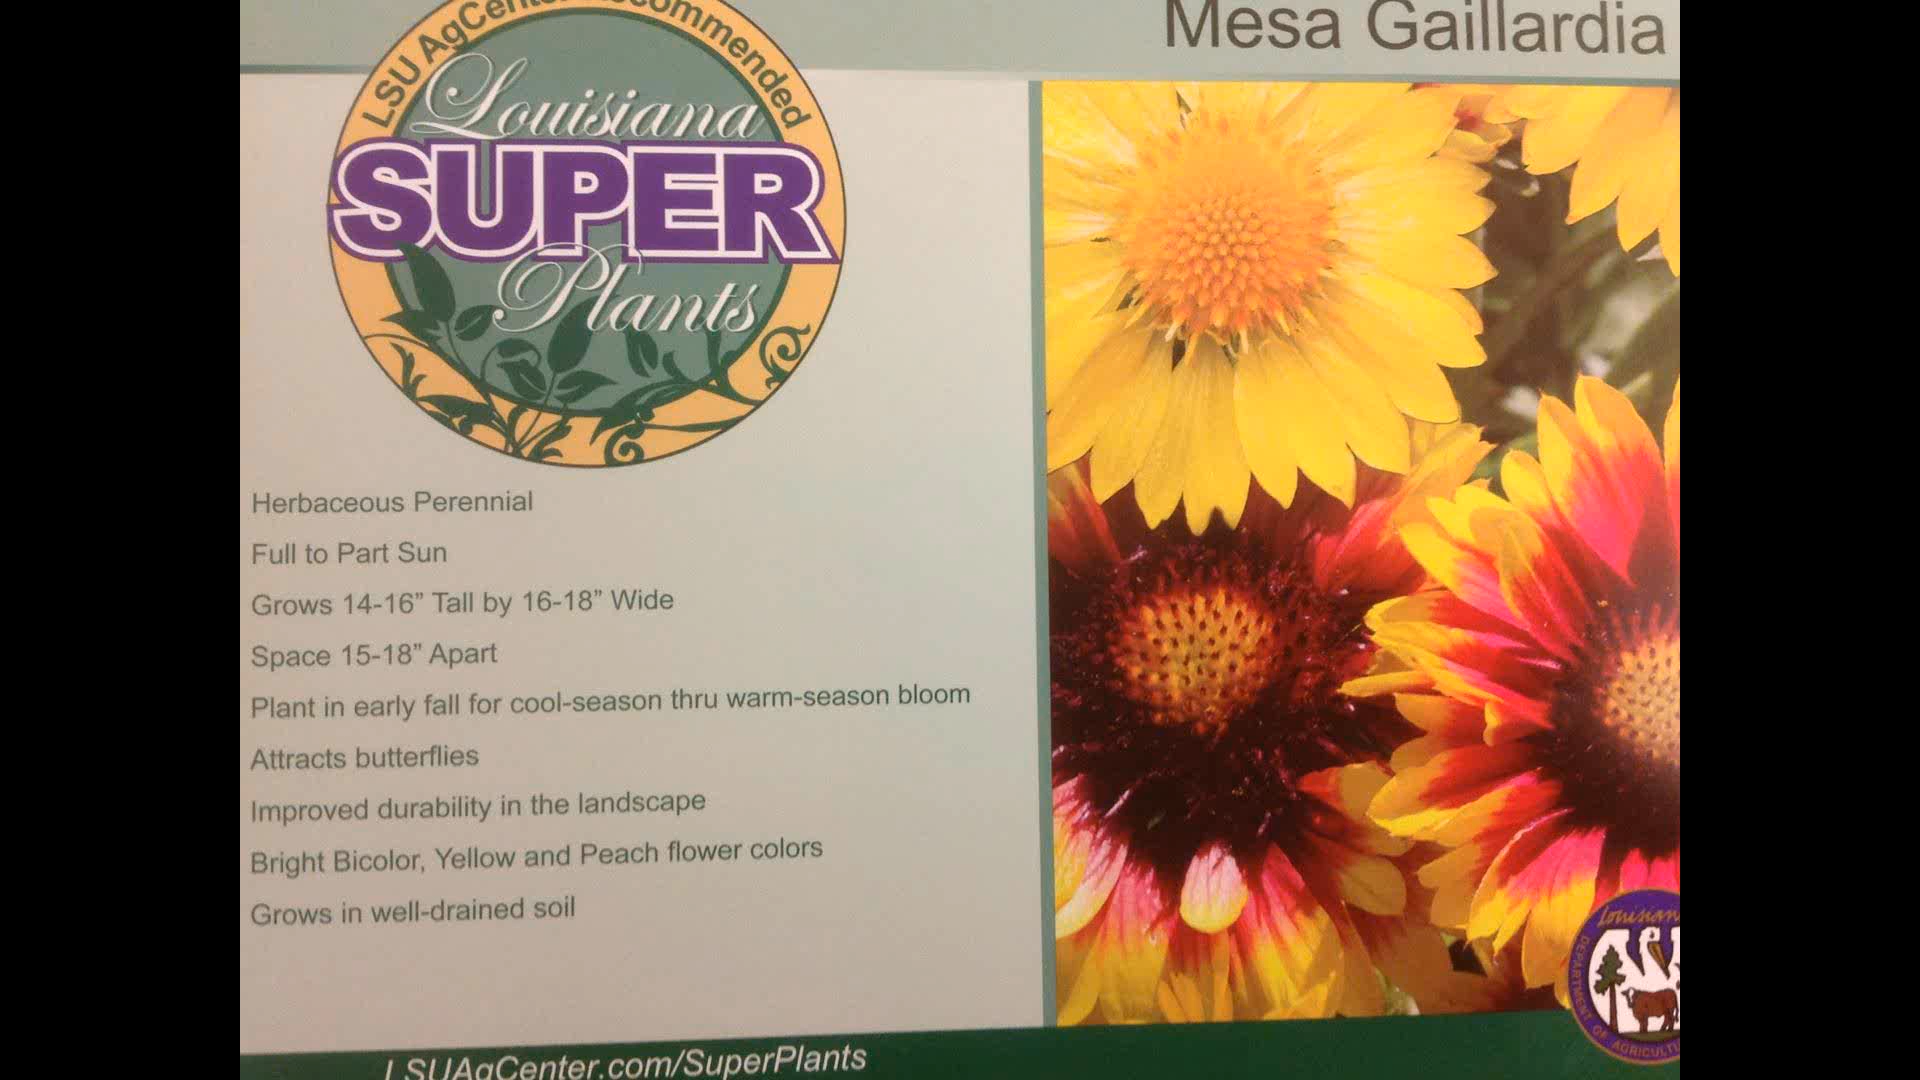 Mesa Gaillardia
LSU AgCenter Recommended
Louisiana
SUPER
Plants
Herbaceous Perennial
Full to Part Sun
Grows 14-16” Tall by 16-18” Wide
Space 15-18” Apart
Plant in early fall for cool-season thru warm-season bloom
Attracts butterflies
Improved durability in the landscape
Bright Bicolor, Yellow and Peach flower colors
Grows in well-drained soil
DEPARTMENT OF
LSUAgCenter.com/SuperPlants